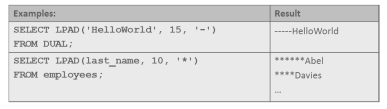 Examples: Result
SELECT LPAD('HelloWorld', 15, '-') -----HelloWorld
FROM DUAL;
SELECT LPAD(last_name, 10, '*') ******Abel
FROM employees; ****Davies
...